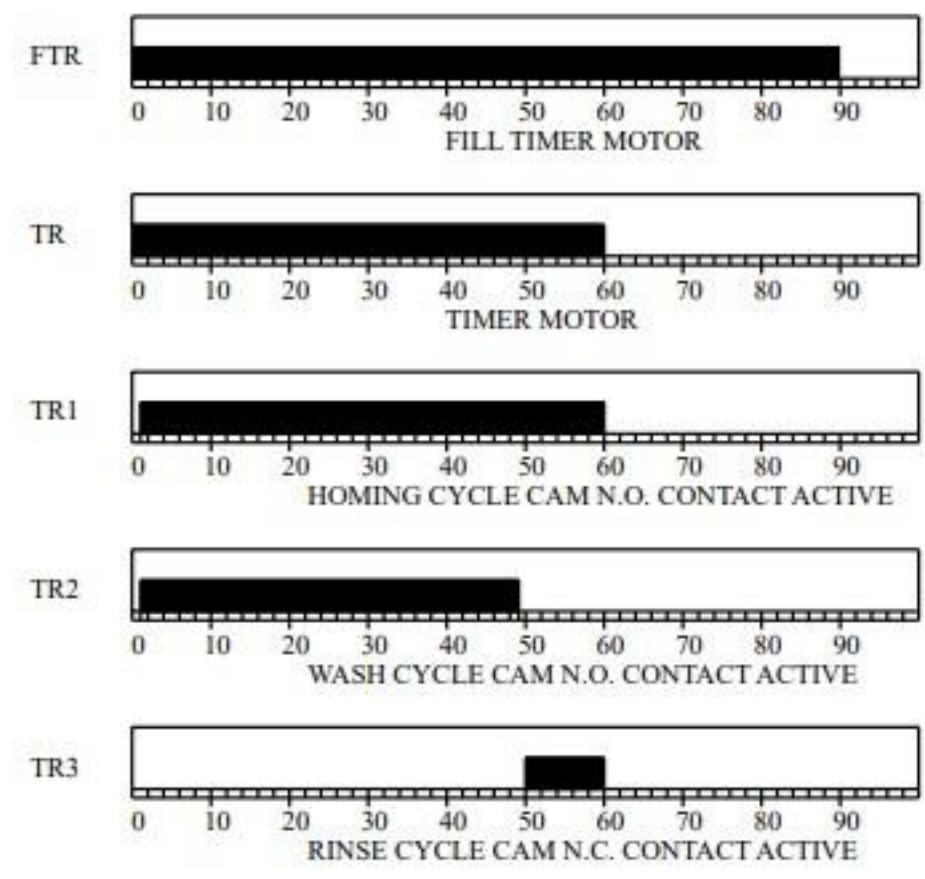 FTR
0 10 20 30 40 50 60 70 80 90
FILL TIMER MOTOR
TR
0 10 20 30 40 50 60 70 80 90
TIMER MOTOR
TR1
0 10 20 30 40 50 60 70 80 90
HOMING CYCLE CAM N.O. CONTACT ACTIVE
TR2
0 10 20 30 40 50 60 70 80 90
WASH CYCLE CAM N.O. CONTACT ACTIVE
TR3
0 10 20 30 40 50 60 70 80 90
RINSE CYCLE CAM N.C. CONTACT ACTIVE